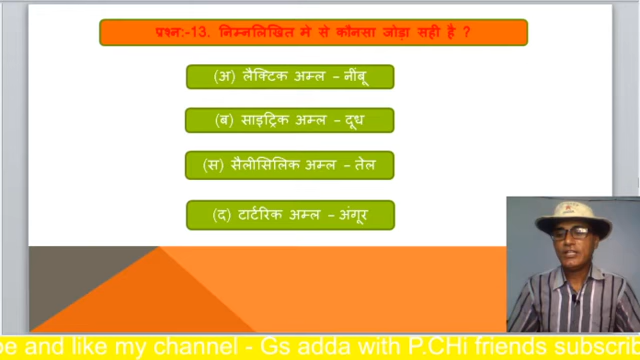 प्रश्न:-13. निम्नलिखित मे से कौनसा जोड़ा सही है ?
(अ) लैक्टिक अम्ल – नींबू
(ब) साइट्रिक अम्ल – दूध
(स) सैलीसिलिक अम्ल – तेल
(द) टार्टरिक अम्ल – अंगूर
be and like my channel - Gs adda with P.CHi friends subscrib